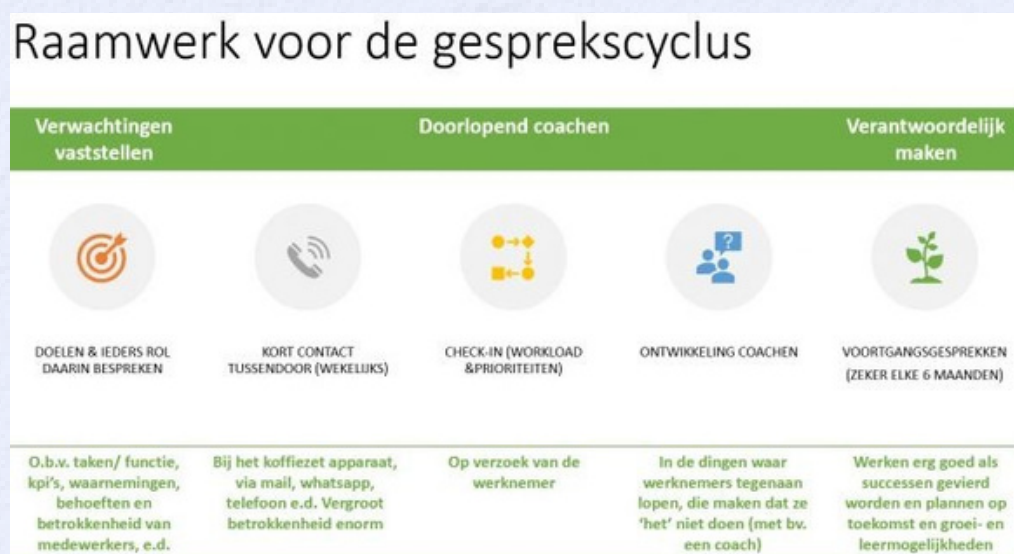 Raamwerk voor de gesprekscyclus
Verwachtingen
vaststellen
Doorlopend coachen
Verantwoordelijk
maken
?
DOELEN & IEDERS ROL
DAARIN BESPREKEN
KORT CONTACT
TUSSENDOOR (WEKELIJKS)
CHECK-IN (WORKLOAD
&PRIORITEITEN)
ONTWIKKELING COACHEN
VOORTGANGSGESPREKKEN
(ZEKER ELKE 6 MAANDEN)
O.b.v. taken/ functie,
kpi's, waarnemingen,
behoeften en
betrokkenheid van
medewerkers, e.d.
Bij het koffiezet apparaat,
via mail, whatsapp,
telefoon e.d. Vergroot
betrokkenheid enorm
Op verzoek van de
werknemer
In de dingen waar
werknemers tegenaan
lopen, die maken dat ze
'het' niet doen (met bv.
een coach)
Werken erg goed als
successen gevierd
worden en plannen op
toekomst en groei- en
leermogelijkheden